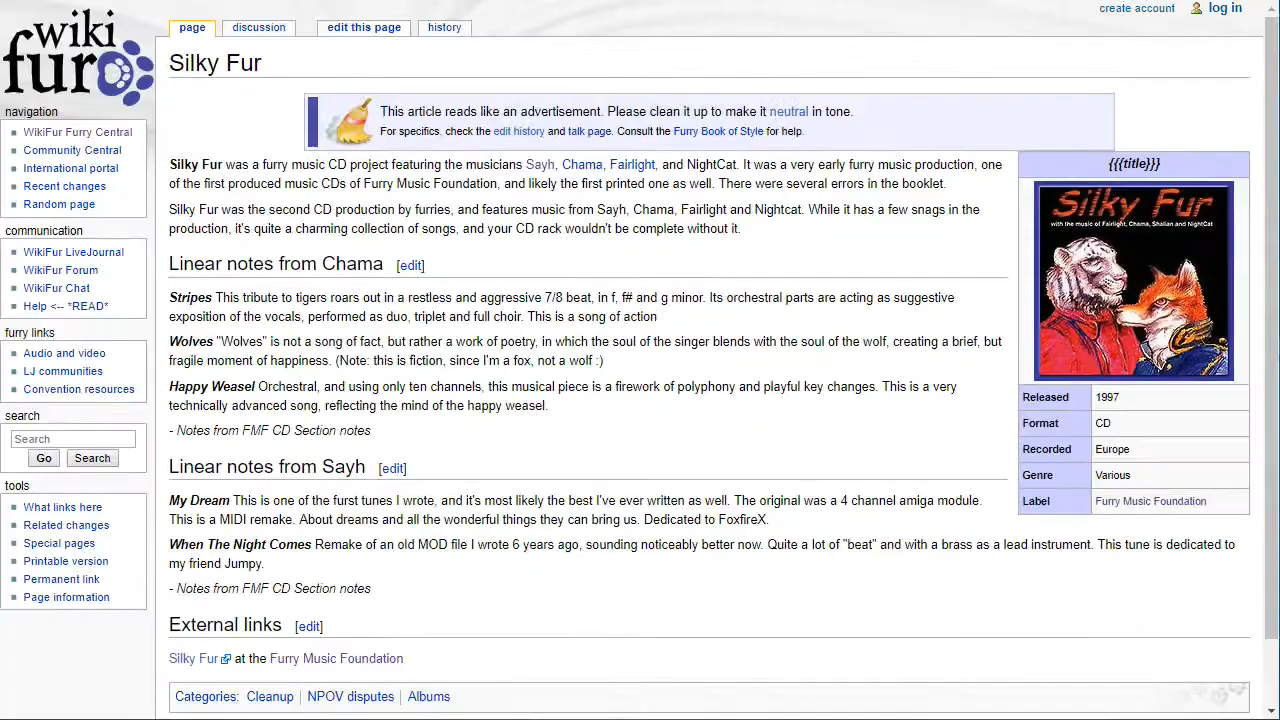 create account
log in
page
discussion
edit this page
history
wiki
fur
Silky Fur
This article reads like an advertisement. Please clean it up to make it neutral in tone.
For specifics, check the edit history and talk page. Consult the Furry Book of Style for help.
navigation
WikiFur Furry Central
Community Central
International portal
Recent changes
Random page
communication
WikiFur LiveJournal
WikiFur Forum
WikiFur Chat
Help <-- *READ*
furry links
Audio and video
LJ communities
Convention resources
search
Search
Go
Search
tools
What links here
Related changes
Special pages
Printable version
Permanent link
Page information
Silky Fur was a furry music CD project featuring the musicians Sayh, Chama, Fairlight, and NightCat. It was a very early furry music production, one
of the first produced music CDs of Furry Music Foundation, and likely the first printed one as well. There were several errors in the booklet.
Silky Fur was the second CD production by furries, and features music from Sayh, Chama, Fairlight and Nightcat. While it has a few snags in the
production, it's quite a charming collection of songs, and your CD rack wouldn't be complete without it.
Linear notes from Chama [edit]
Stripes This tribute to tigers roars out in a restless and aggressive 7/8 beat, in f, f# and g minor. Its orchestral parts are acting as suggestive
exposition of the vocals, performed as duo, triplet and full choir. This is a song of action
Wolves "Wolves" is not a song of fact, but rather a work of poetry, in which the soul of the singer blends with the soul of the wolf, creating a brief, but
fragile moment of happiness. (Note: this is fiction, since I'm a fox, not a wolf :)
Happy Weasel Orchestral, and using only ten channels, this musical piece is a firework of polyphony and playful key changes. This is a very
technically advanced song, reflecting the mind of the happy weasel.
- Notes from FMF CD Section notes
Linear notes from Sayh [edit]
My Dream This is one of the furst tunes I wrote, and it's most likely the best I've ever written as well. The original was a 4 channel amiga module.
This is a MIDI remake. About dreams and all the wonderful things they can bring us. Dedicated to FoxfireX.
When The Night Comes Remake of an old MOD file I wrote 6 years ago, sounding noticeably better now. Quite a lot of "beat" and with a brass as a lead instrument. This tune is dedicated to
my friend Jumpy.
- Notes from FMF CD Section notes
External links [edit]
Silky Fur at the Furry Music Foundation
Categories: Cleanup | NPOV disputes | Albums
{{{title}}}
Silky Fur
with the music of Fairlight, Chama, Shalian and NightCat
Released 1997
Format CD
Recorded Europe
Genre Various
Label Furry Music Foundation